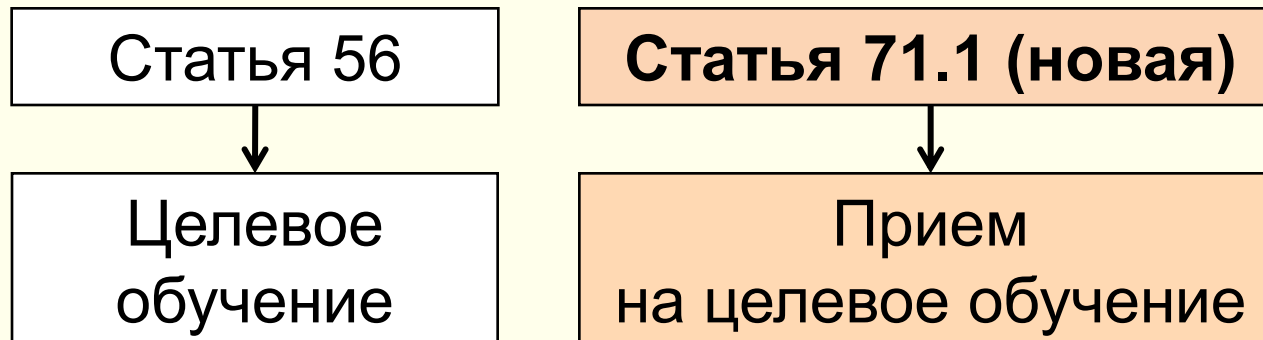 Статья 56
Статья 71.1 (новая)
Целевое
обучение
Прием
на целевое обучение